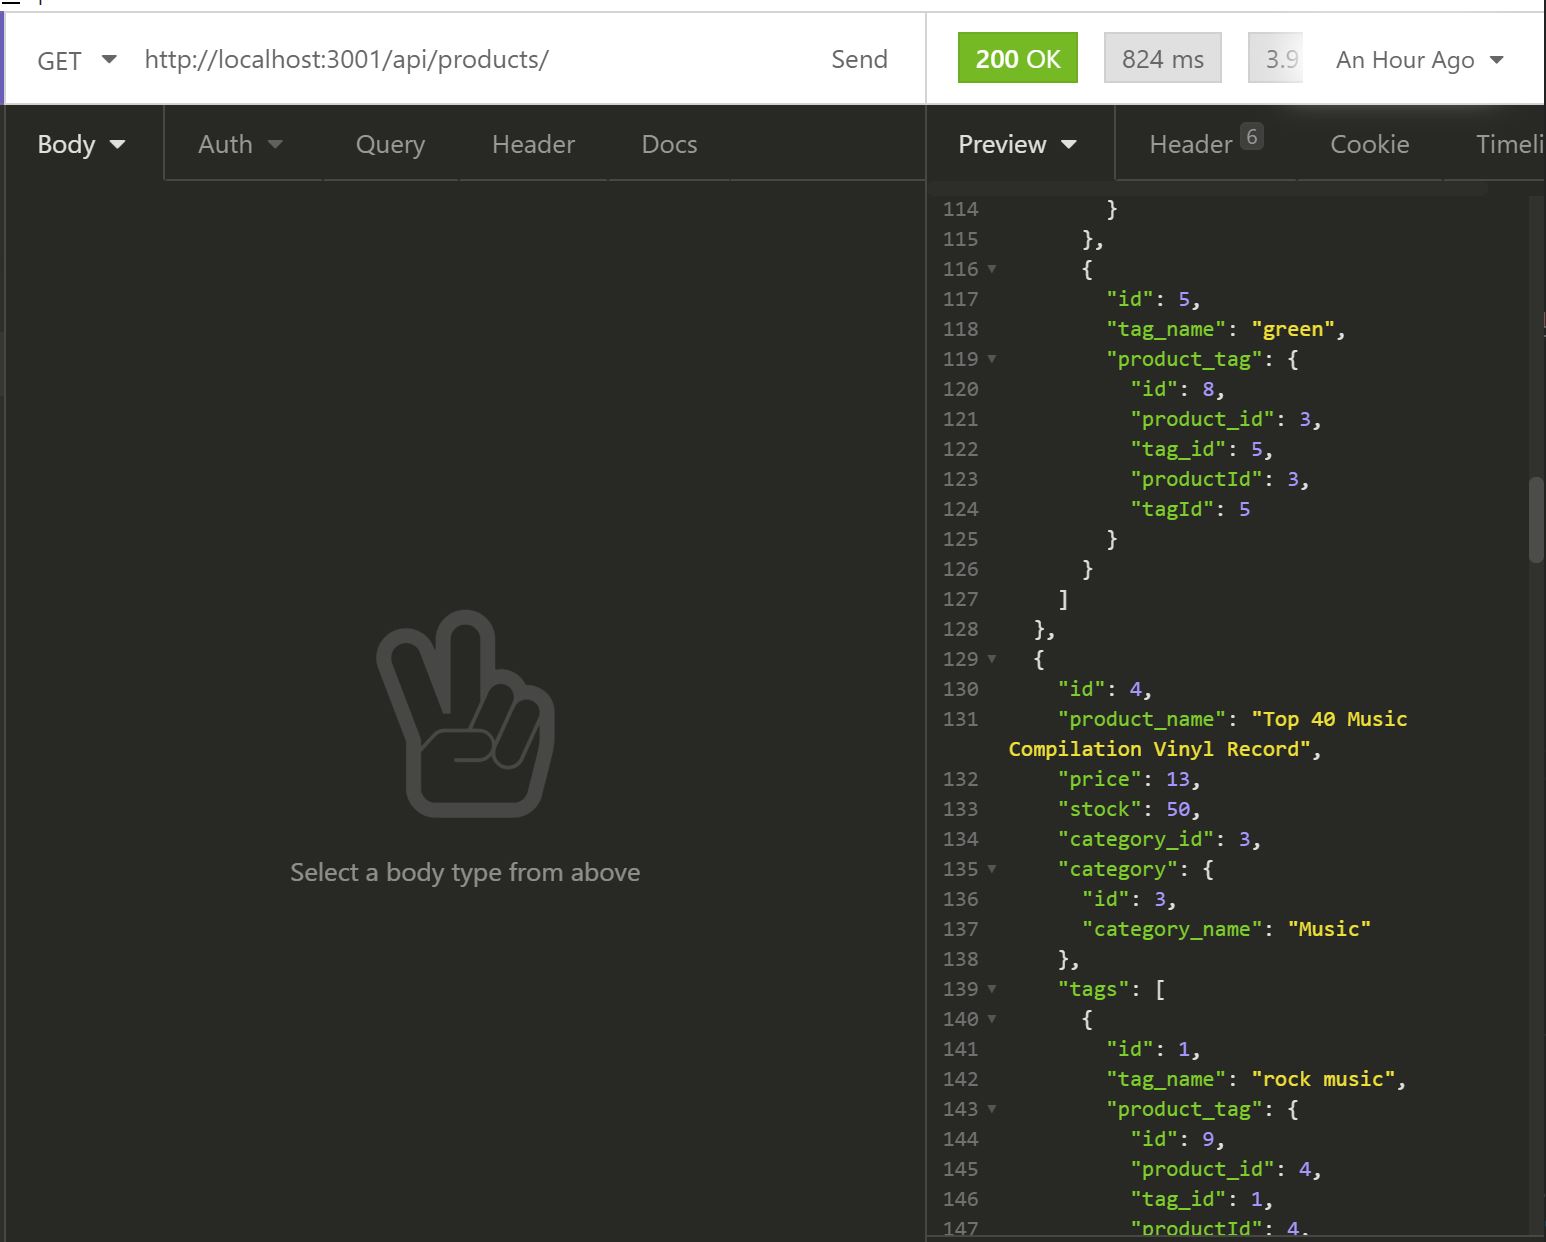 GET http://localhost:3001/api/products/ Send 200 OK 824 ms 3.9 An Hour Ago
Body Auth Query Header Docs Preview Header 6 Cookie Timeli
114 }
115 },
116 {
117 "id": 5,
118 "tag_name": "green",
119 "product_tag": {
120 "id": 8,
121 "product_id": 3,
122 "tag_id": 5,
123 "productId": 3,
124 "tagId": 5
125 }
126 }
127 ]
128 },
129 {
130 "id": 4,
131 "product_name": "Top 40 Music
Compilation Vinyl Record",
132 "price": 13,
133 "stock": 50,
134 "category_id": 3,
135 "category": {
136 "id": 3,
137 "category_name": "Music"
138 },
139 "tags": [
140 {
141 "id": 1,
142 "tag_name": "rock music",
143 "product_tag": {
144 "id": 9,
145 "product_id": 4,
146 "tag_id": 1,
147 "productId": 4,
Select a body type from above